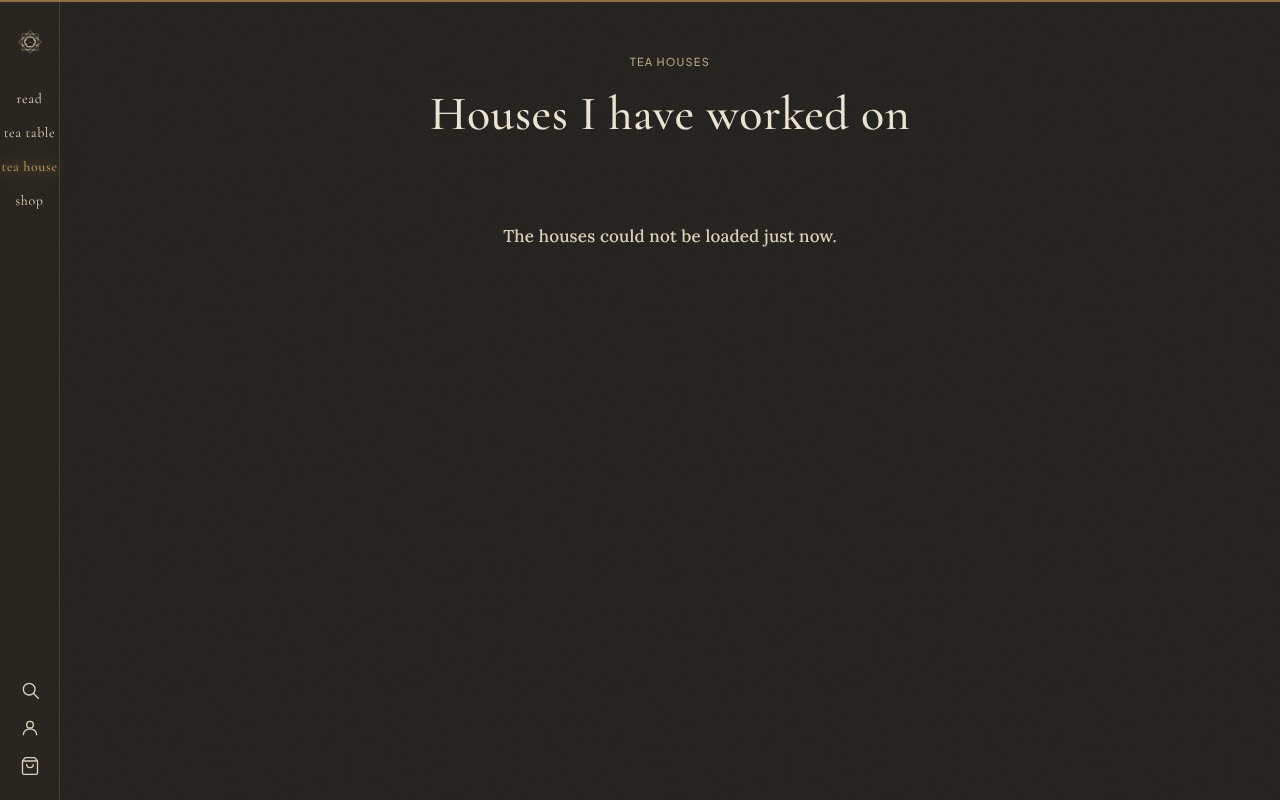 read
tea table
tea house
shop
TEA HOUSES
Houses I have worked on
The houses could not be loaded just now.